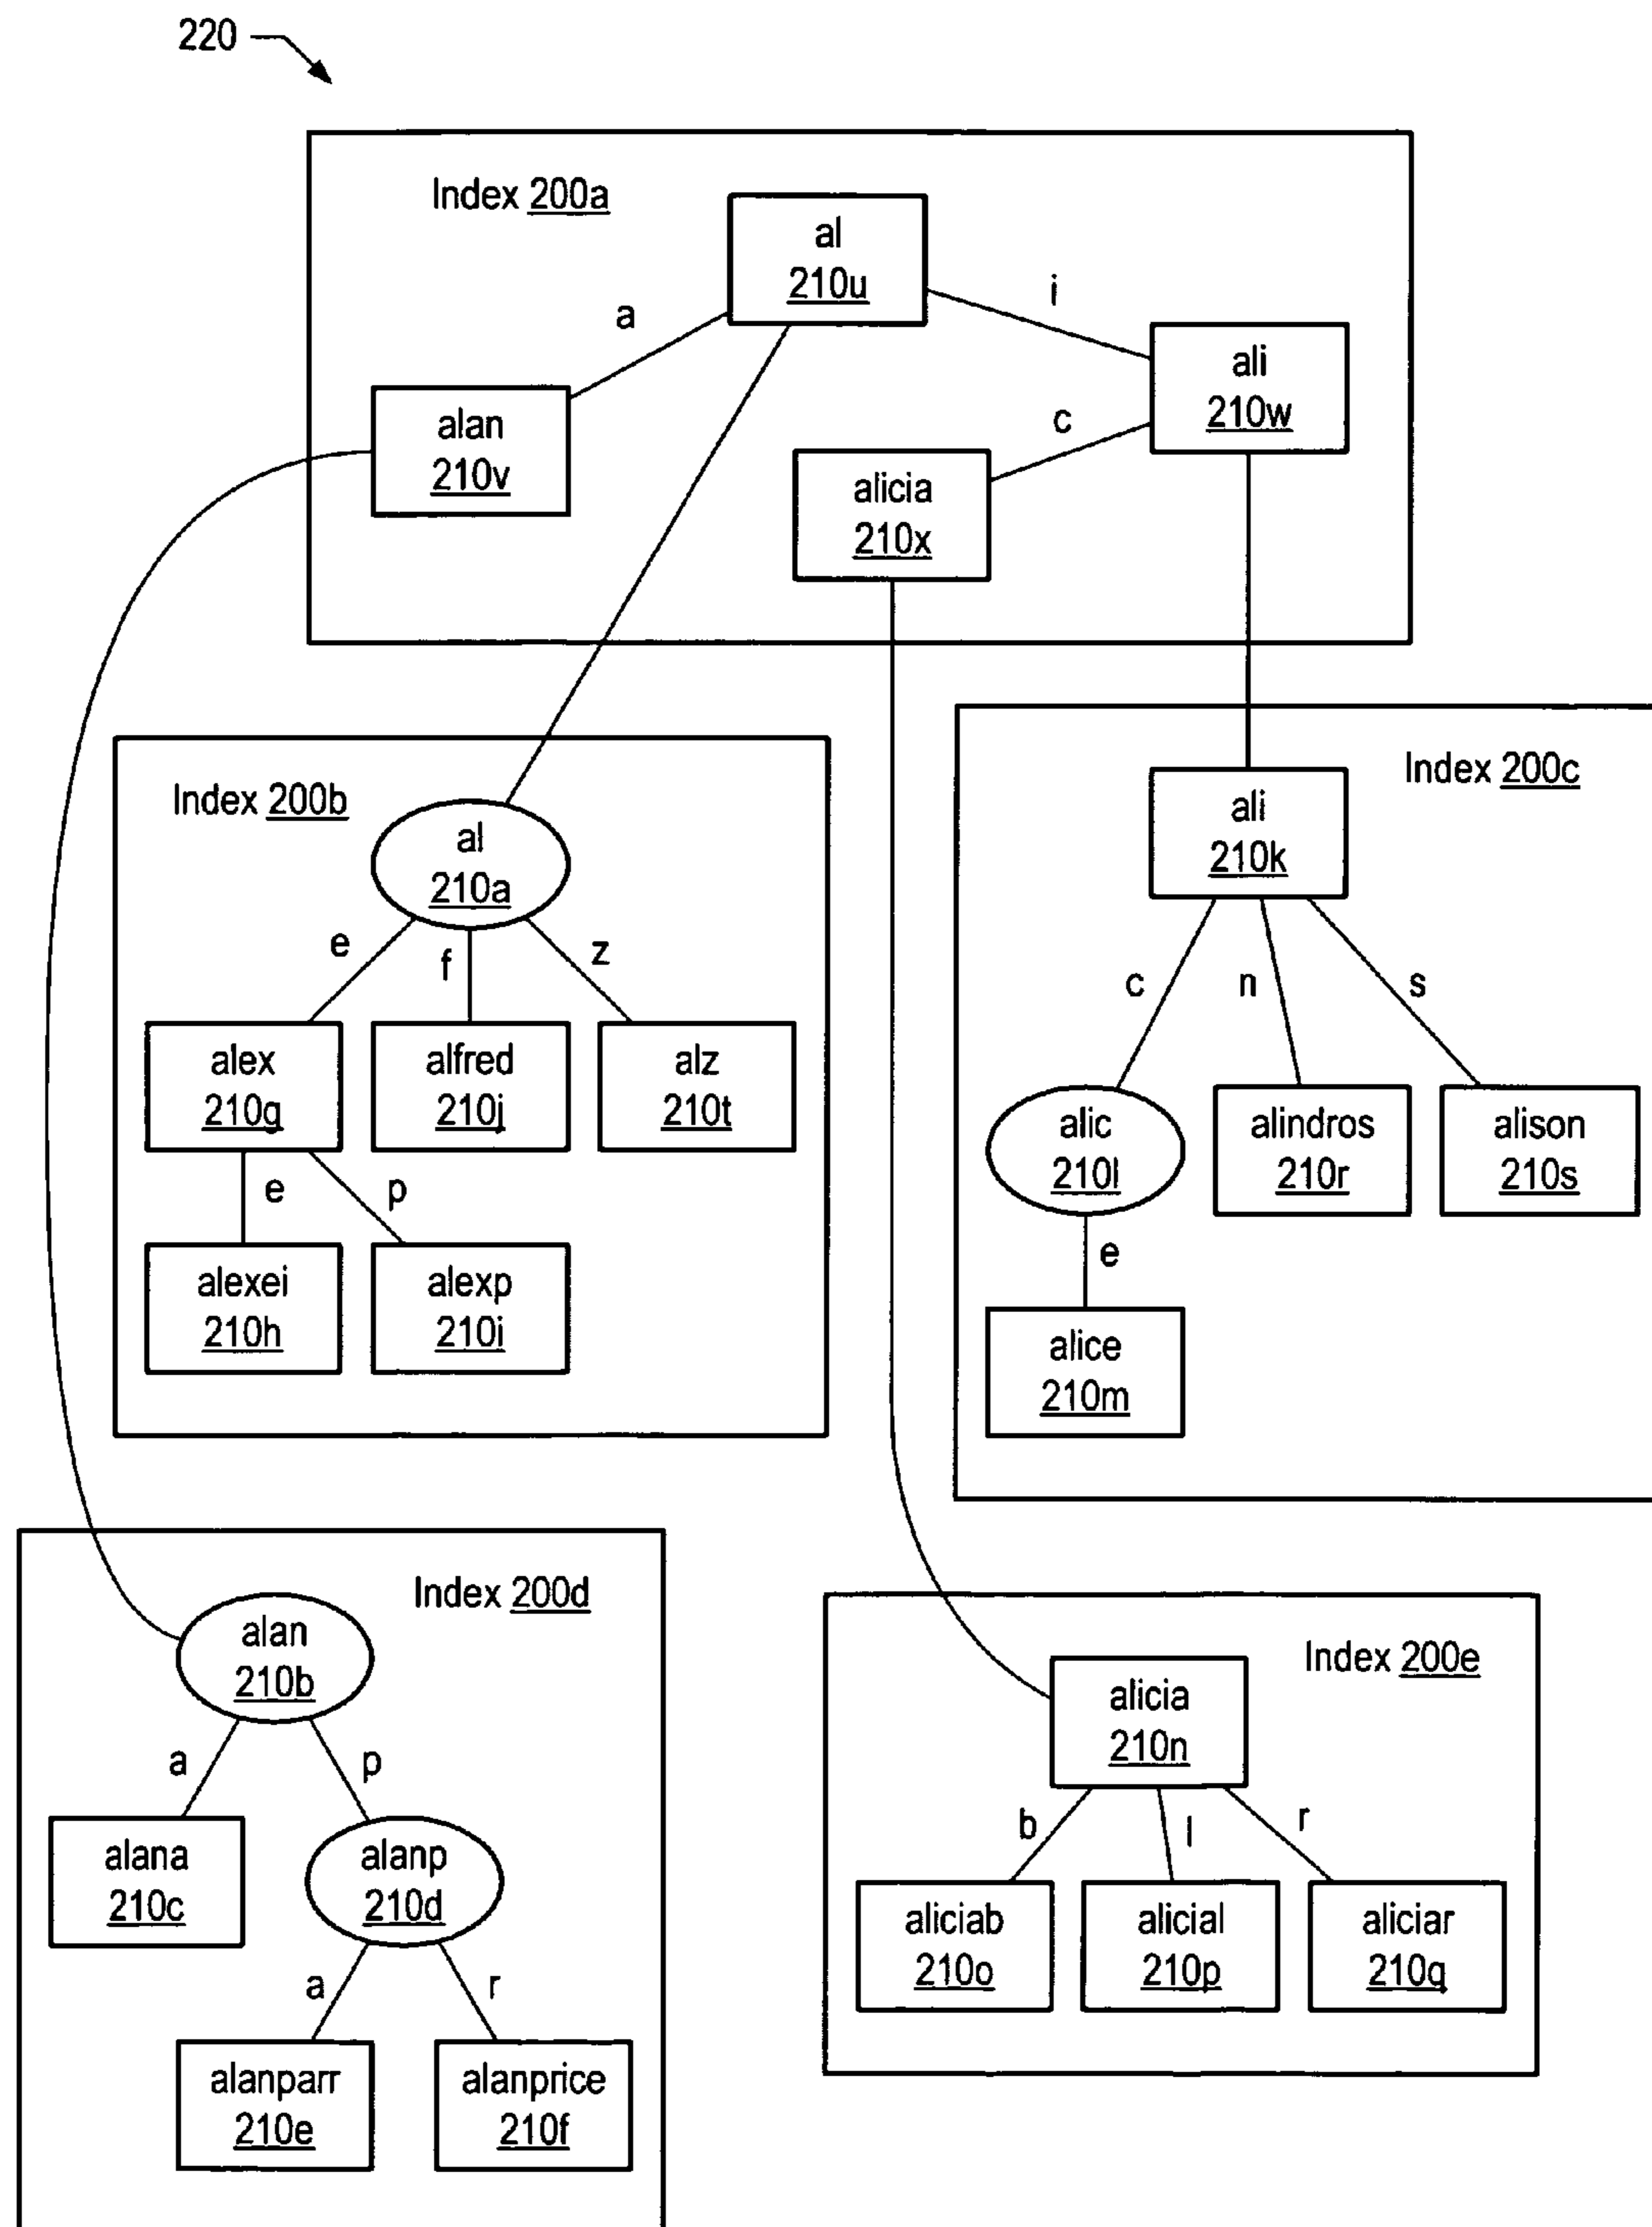 220
Index 200a
al
210u
a
i
ali
210w
alan
210v
c
alicia
210x
Index 200b
al
210a
e
f
z
alex
210g
alfred
210j
alz
210t
e
p
alexei
210h
alexp
210i
Index 200c
ali
210k
c
n
s
alic
210l
alindros
210r
alison
210s
e
alice
210m
Index 200d
alan
210b
a
p
alana
210c
alanp
210d
a
r
alanparr
210e
alanprice
210f
Index 200e
alicia
210n
b
l
r
aliciab
210o
alicial
210p
aliciar
210q